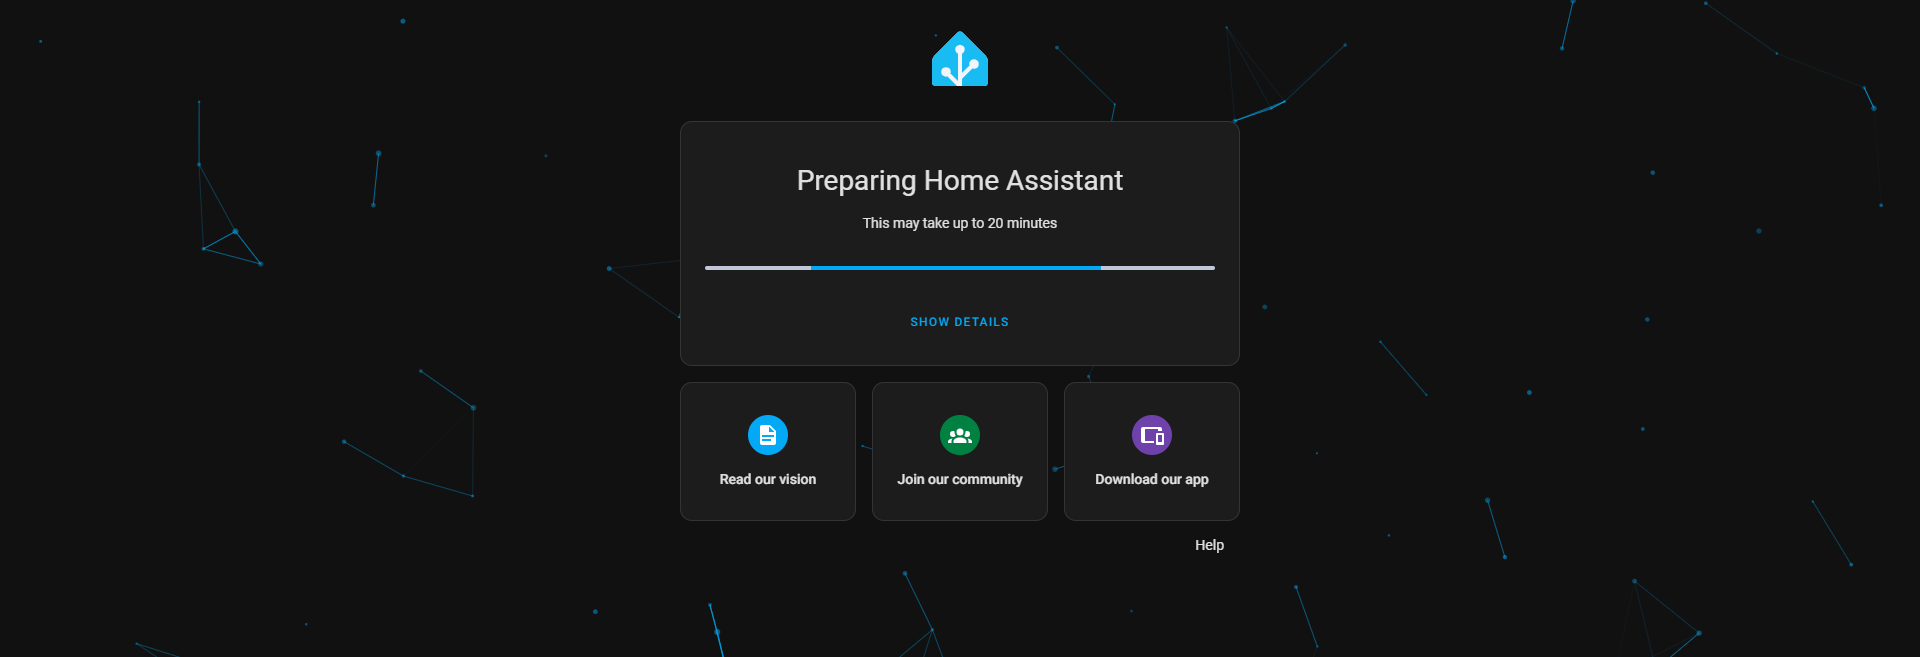 Preparing Home Assistant
This may take up to 20 minutes
SHOW DETAILS
Read our vision
Join our community
Download our app
Help